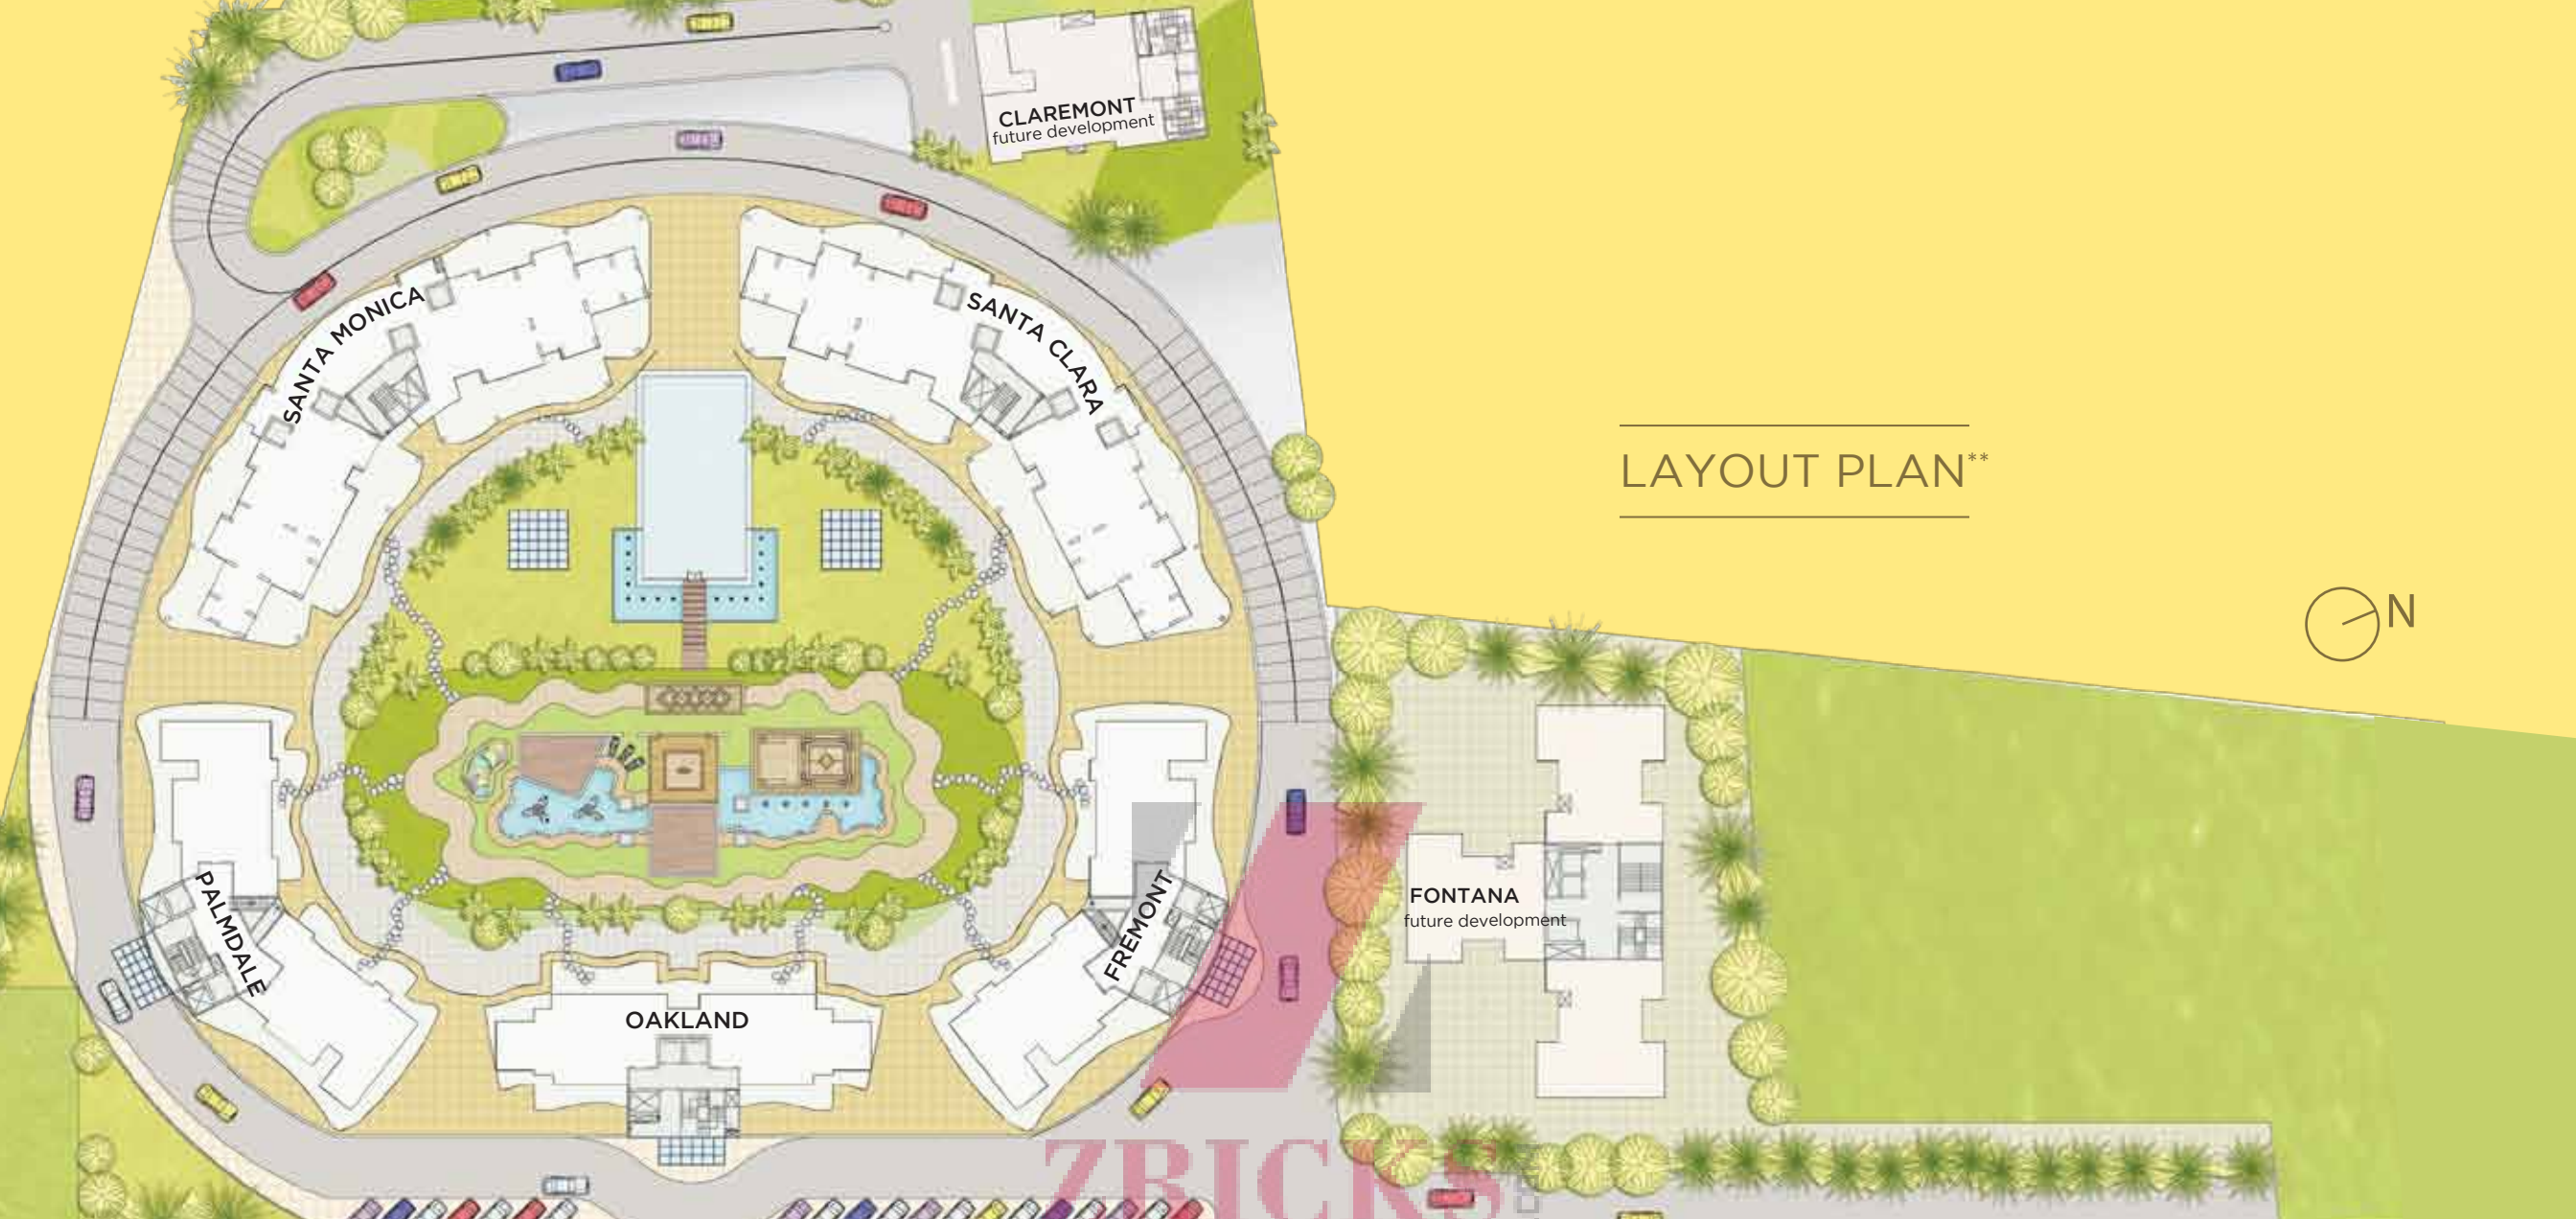 CLAREMONT
future development
SANTA MONICA
SANTA CLARA
LAYOUT PLAN**
N
PALMDALE
FREMONT
FONTANA
future development
OAKLAND
ZRICKS